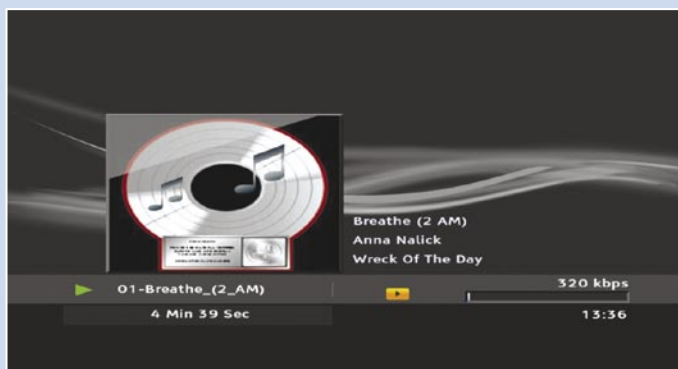 Breathe (2 AM)
Anna Nalick
Wreck Of The Day
01-Breathe_(2_AM)
320 kbps
4 Min 39 Sec
13:36